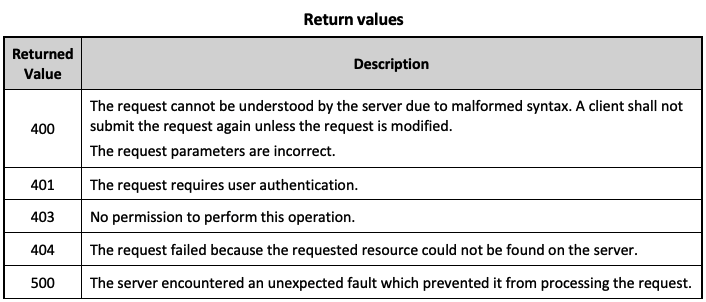 Return values
Returned
Value
Description
400
The request cannot be understood by the server due to malformed syntax. A client shall not
submit the request again unless the request is modified.
The request parameters are incorrect.
401
The request requires user authentication.
403
No permission to perform this operation.
404
The request failed because the requested resource could not be found on the server.
500
The server encountered an unexpected fault which prevented it from processing the request.